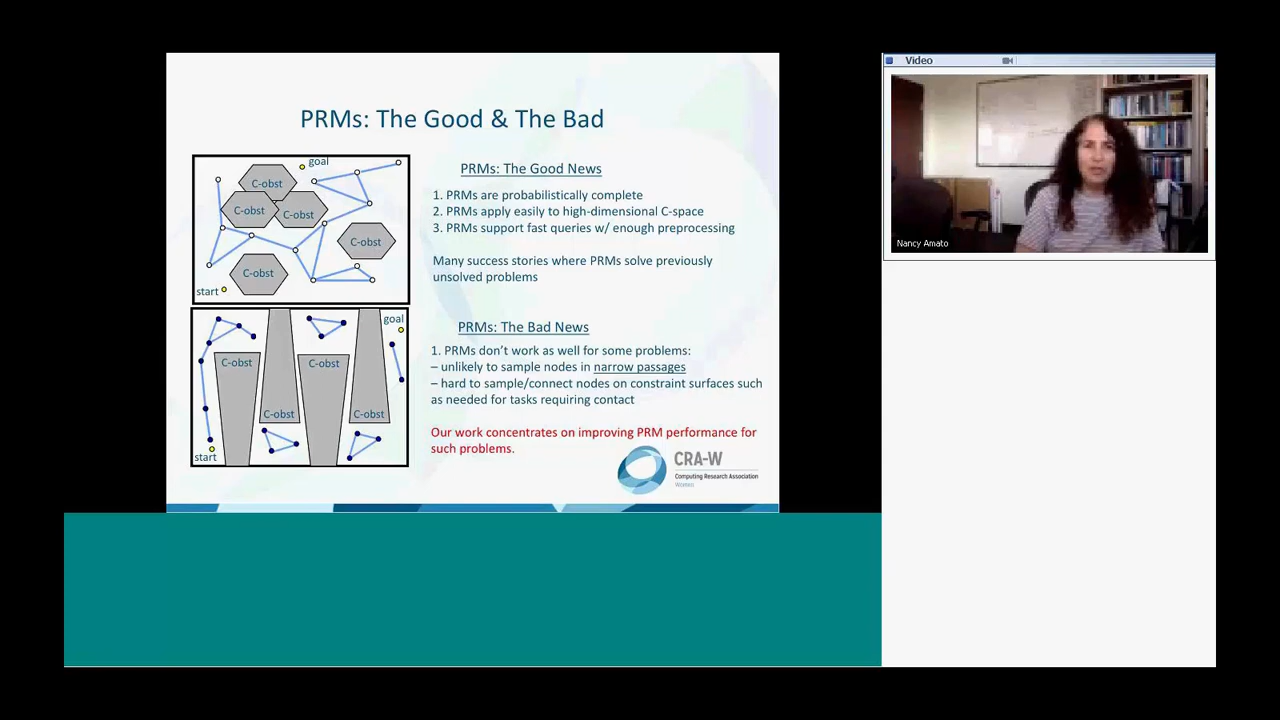 PRMs: The Good & The Bad
goal
C-obst
C-obst
C-obst
C-obst
C-obst
start
PRMs: The Good News
1. PRMs are probabilistically complete
2. PRMs apply easily to high-dimensional C-space
3. PRMs support fast queries w/ enough preprocessing
Many success stories where PRMs solve previously
unsolved problems
goal
C-obst
C-obst
C-obst
C-obst
start
PRMs: The Bad News
1. PRMs don't work as well for some problems:
– unlikely to sample nodes in narrow passages
– hard to sample/connect nodes on constraint surfaces such
as needed for tasks requiring contact
Our work concentrates on improving PRM performance for
such problems.
CRA-W
Computing Research Association
Women
Video
Nancy Amato